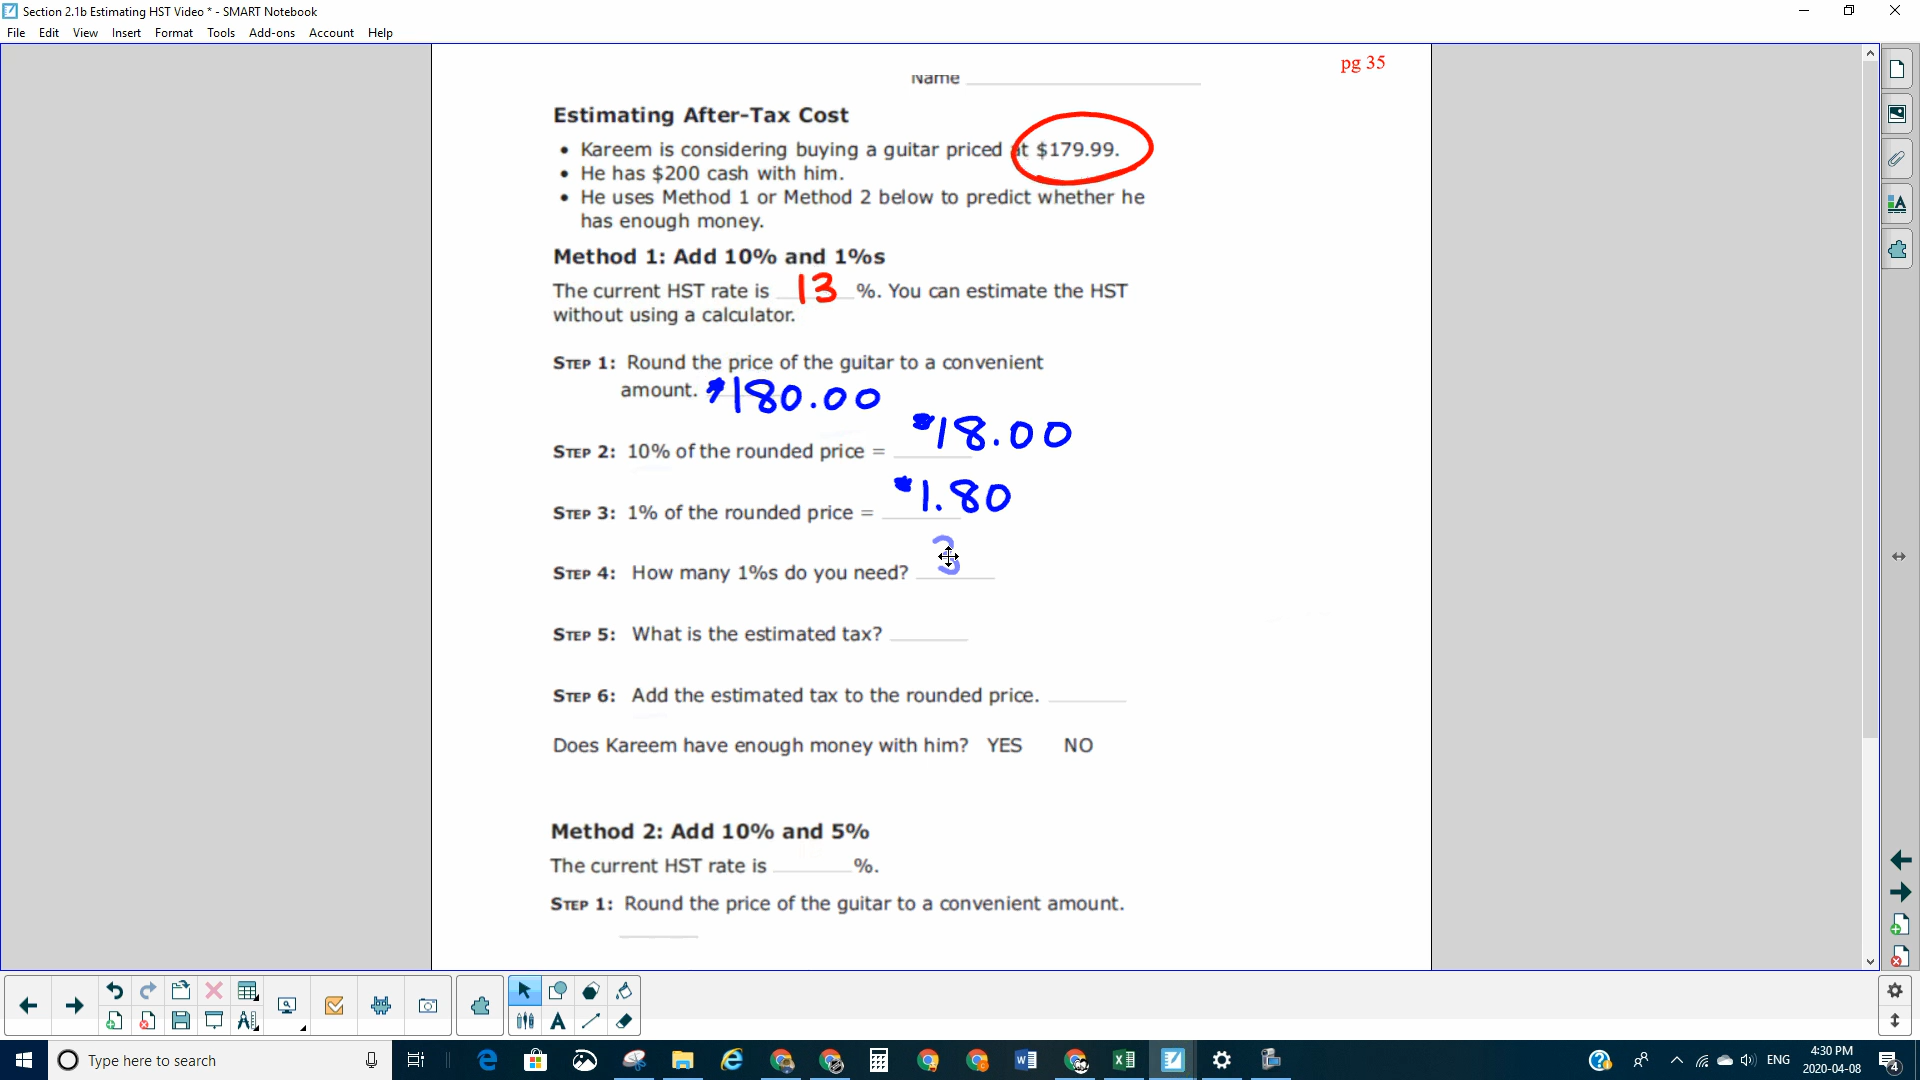 Section 2.1b Estimating HST Video * - SMART Notebook
File Edit View Insert Format Tools Add-ons Account Help
pg 35
Name
Estimating After-Tax Cost
• Kareem is considering buying a guitar priced at $179.99.
• He has $200 cash with him.
• He uses Method 1 or Method 2 below to predict whether he
has enough money.
Method 1: Add 10% and 1%s
The current HST rate is 13 %. You can estimate the HST
without using a calculator.
STEP 1: Round the price of the guitar to a convenient
amount. $180.00
STEP 2: 10% of the rounded price = $18.00
STEP 3: 1% of the rounded price = $1.80
STEP 4: How many 1%s do you need? 3
STEP 5: What is the estimated tax?
STEP 6: Add the estimated tax to the rounded price.
Does Kareem have enough money with him? YES NO
Method 2: Add 10% and 5%
The current HST rate is %.
STEP 1: Round the price of the guitar to a convenient amount.
Type here to search
ENG
4:30 PM
2020-04-08
4